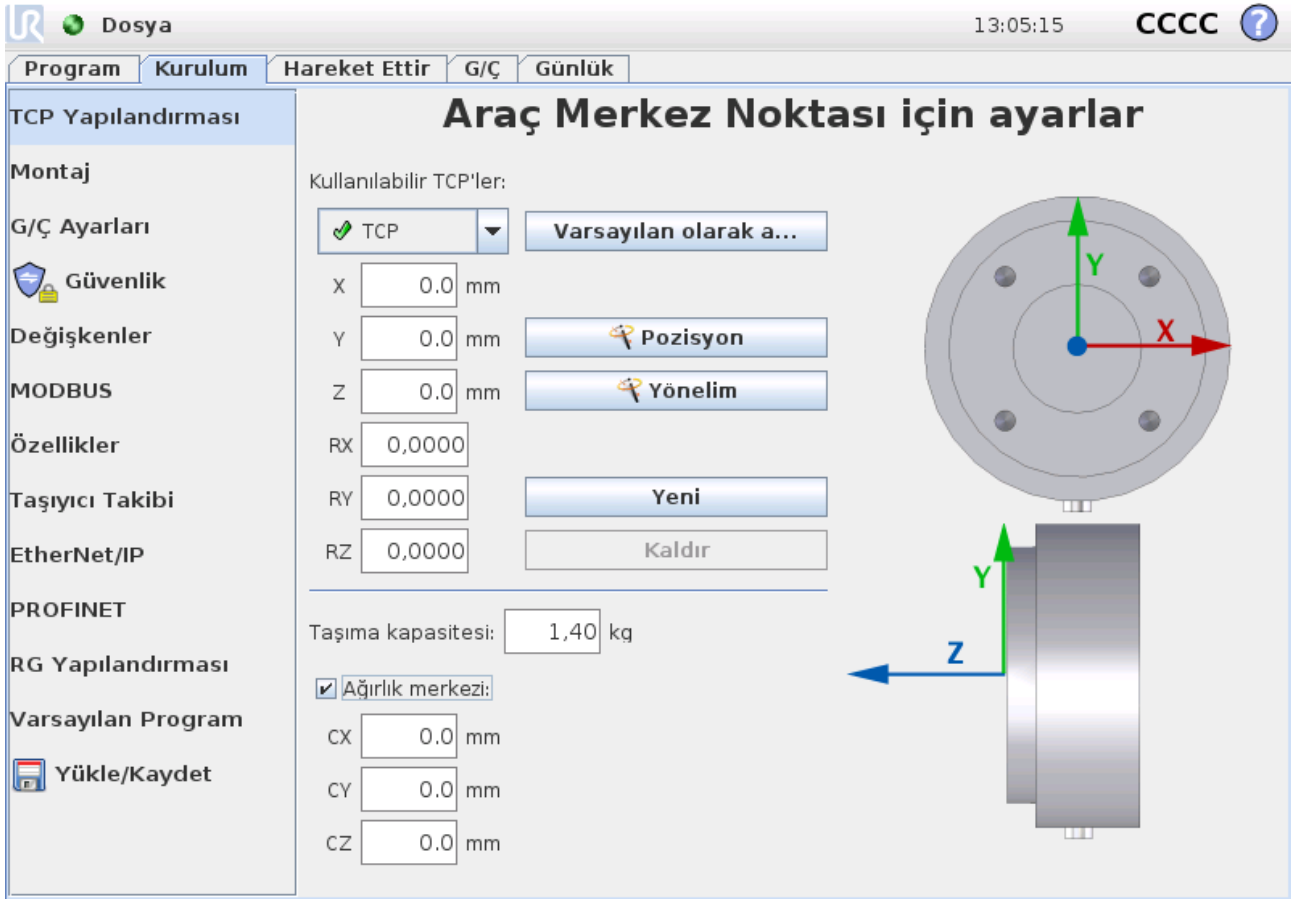 UR Dosya 13:05:15 CCCC ?
Program Kurulum Hareket Ettir G/Ç Günlük
TCP Yapılandırması
Montaj
G/Ç Ayarları
Güvenlik
Değişkenler
MODBUS
Özellikler
Taşıyıcı Takibi
EtherNet/IP
PROFINET
RG Yapılandırması
Varsayılan Program
Yükle/Kaydet
Araç Merkez Noktası için ayarlar
Kullanılabilir TCP'ler:
TCP Varsayılan olarak a...
X 0.0 mm
Y 0.0 mm Pozisyon
Z 0.0 mm Yönelim
RX 0,0000
RY 0,0000 Yeni
RZ 0,0000 Kaldır
Taşıma kapasitesi: 1,40 kg
Ağırlık merkezi:
CX 0.0 mm
CY 0.0 mm
CZ 0.0 mm
Y
X
Y
Z